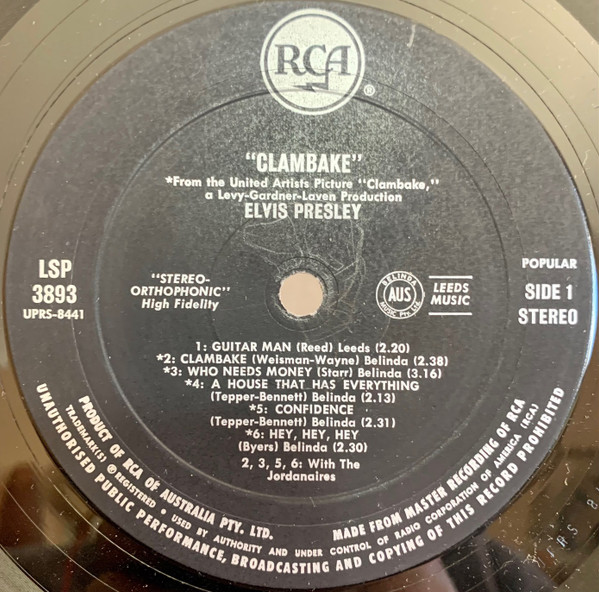 RCA
®
"CLAMBAKE"
*From the United Artists Picture "Clambake,"
a Levy-Gardner-Laven Production
ELVIS PRESLEY
LSP
3893
UPRS-8441
"STEREO-
ORTHOPHONIC"
High Fidelity
BELINDA
AUS
MUSIC Pty. Ltd.
LEEDS
MUSIC
POPULAR
SIDE 1
STEREO
1: GUITAR MAN (Reed) Leeds (2.20)
*2: CLAMBAKE (Weisman-Wayne) Belinda (2.38)
*3: WHO NEEDS MONEY (Starr) Belinda (3.16)
*4: A HOUSE THAT HAS EVERYTHING
(Tepper-Bennett) Belinda (2.13)
*5: CONFIDENCE
(Tepper-Bennett) Belinda (2.31)
*6: HEY, HEY, HEY
(Byers) Belinda (2.30)
2, 3, 5, 6: With The
Jordanaires
PRODUCT OF RCA OF AUSTRALIA PTY. LTD. MADE FROM MASTER RECORDING OF RCA
TRADEMARK(S) ® REGISTERED • USED BY AUTHORITY AND UNDER CONTROL OF RADIO CORPORATION OF AMERICA (RCA)
UNAUTHORISED PUBLIC PERFORMANCE, BROADCASTING AND COPYING OF THIS RECORD PROHIBITED